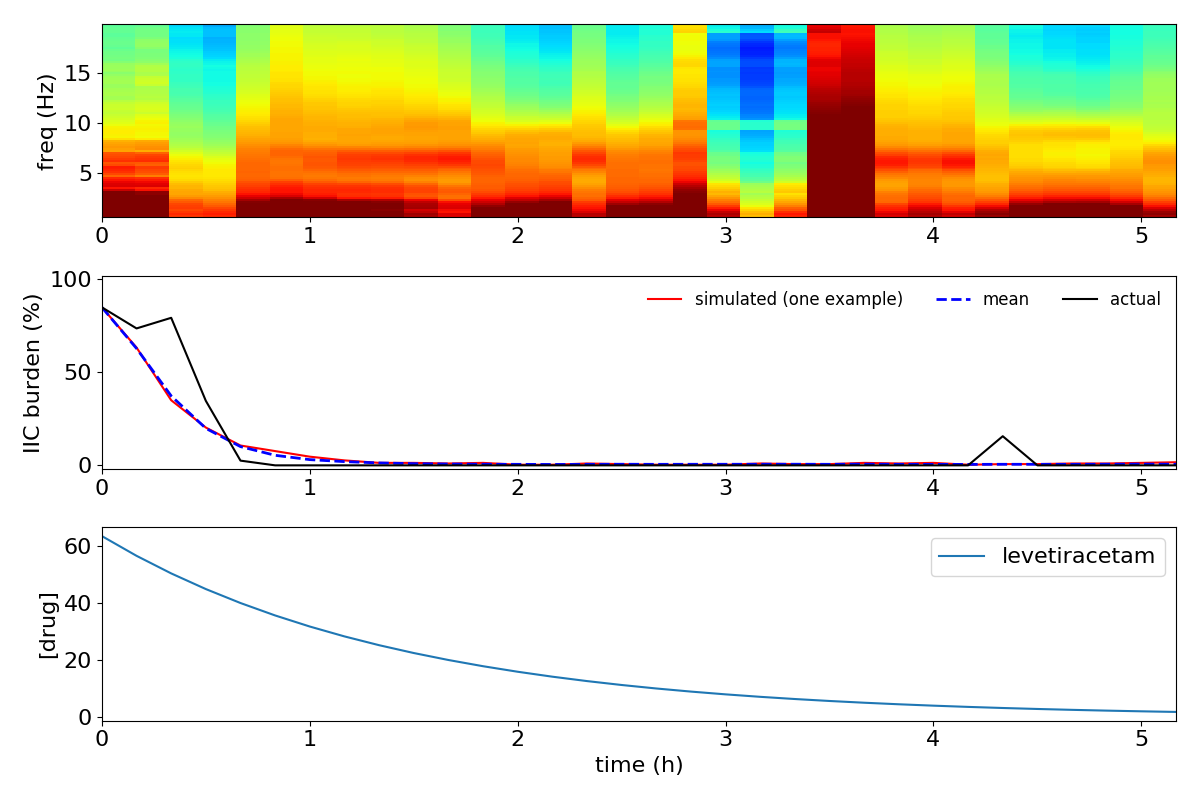 freq (Hz)
15
10
5
0 1 2 3 4 5
IIC burden (%)
100
50
0
simulated (one example) mean actual
0 1 2 3 4 5
[drug]
60
40
20
0
levetiracetam
0 1 2 3 4 5
time (h)